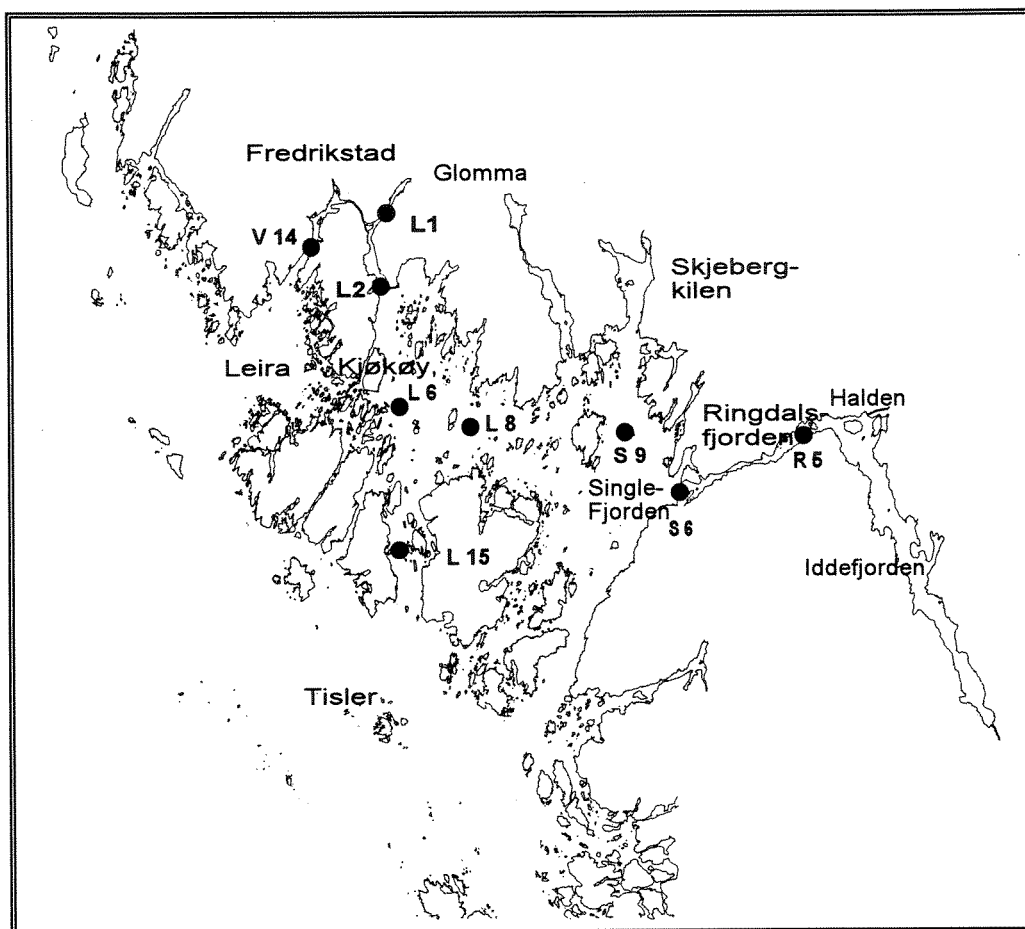 Fredrikstad
Glomma
L1
V 14
Skjeberg-
kilen
L2
Leira
Kjøkøy
L 6
Halden
Ringdals-
fjorden
L 8
S 9
R 5
Single-
Fjorden
S 6
L 15
Iddefjorden
Tisler